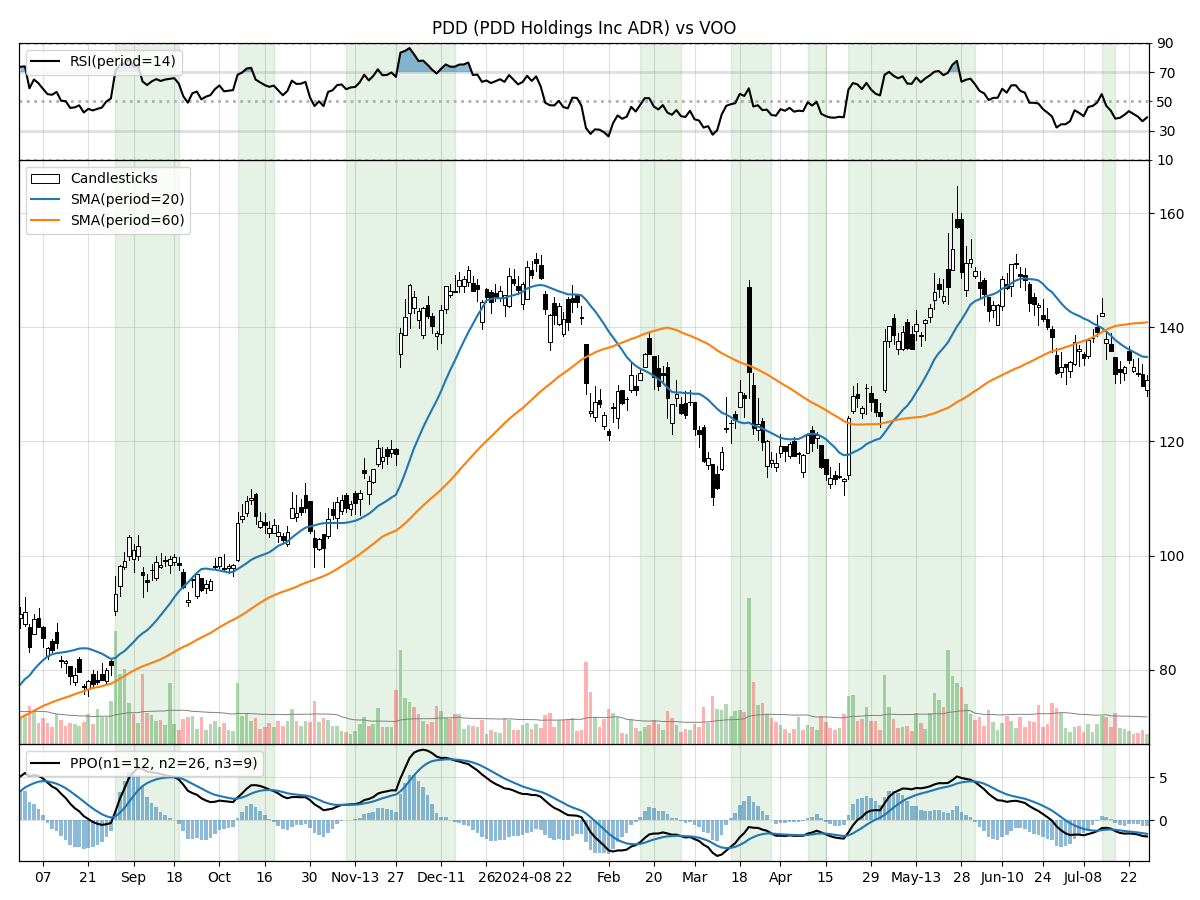 PDD (PDD Holdings Inc ADR) vs VOO
RSI(period=14)
90
70
50
30
10
Candlesticks
SMA(period=20)
SMA(period=60)
160
140
120
100
80
PPO(n1=12, n2=26, n3=9)
5
0
07 21 Sep 18 Oct 16 30 Nov-13 27 Dec-11 26 2024-08 22 Feb 20 Mar 18 Apr 15 29 May-13 28 Jun-10 24 Jul-08 22